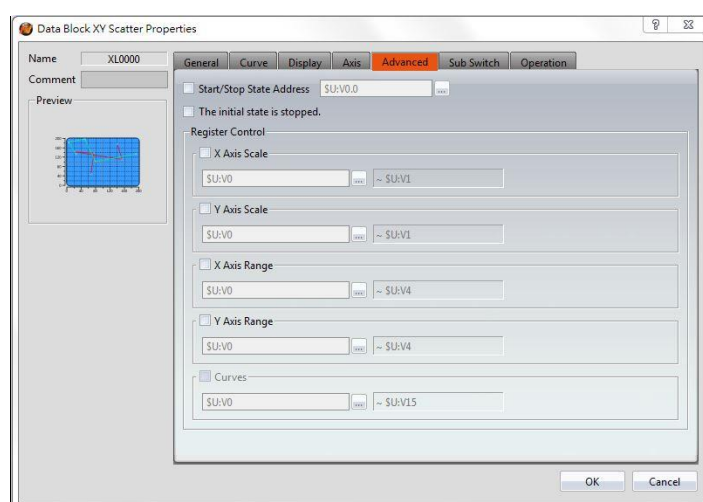 Data Block XY Scatter Properties
Name XL0000
Comment
Preview
General Curve Display Axis Advanced Sub Switch Operation
Start/Stop State Address $U:V0.0 ...
The initial state is stopped.
Register Control
X Axis Scale
$U:V0 ... ~ $U:V1
Y Axis Scale
$U:V0 ... ~ $U:V1
X Axis Range
$U:V0 ... ~ $U:V4
Y Axis Range
$U:V0 ... ~ $U:V4
Curves
$U:V0 ... ~ $U:V15
OK Cancel